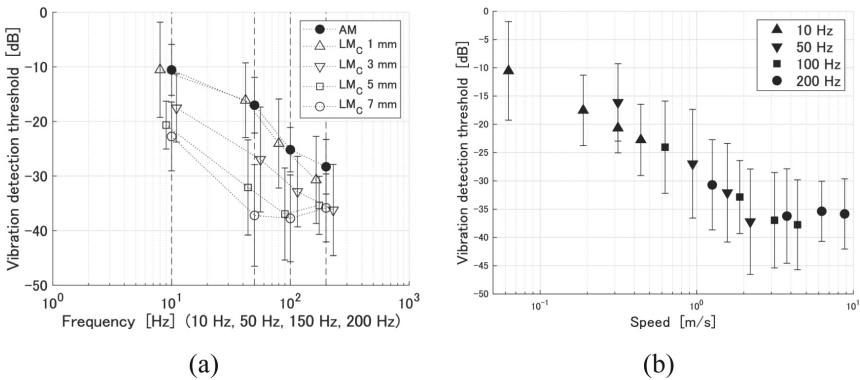 0
−10
−20
−30
−40
−50
Vibration detection threshold [dB]
AM
LMC 1 mm
LMC 3 mm
LMC 5 mm
LMC 7 mm
10^0 10^1 10^2 10^3
Frequency [Hz] (10 Hz, 50 Hz, 150 Hz, 200 Hz)
(a)
0
−5
−10
−15
−20
−25
−30
−35
−40
−45
−50
Vibration detection threshold [dB]
10 Hz
50 Hz
100 Hz
200 Hz
10^-1 10^0 10^1
Speed [m/s]
(b)